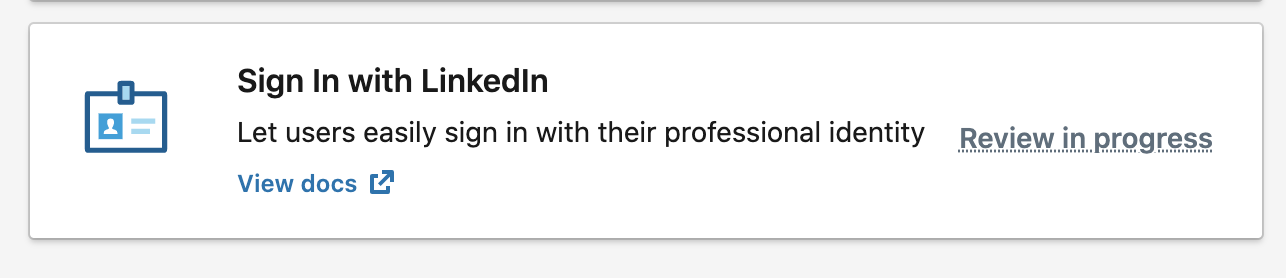 Sign In with LinkedIn
Let users easily sign in with their professional identity
Review in progress
View docs